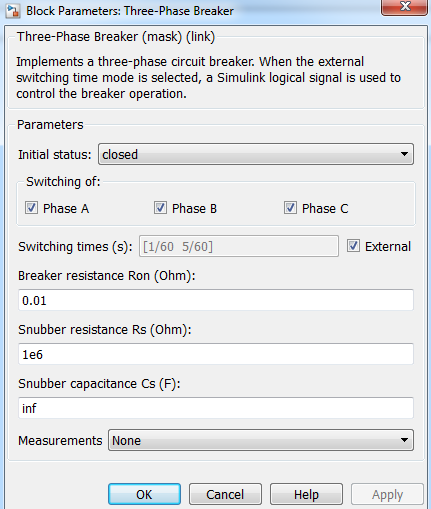 Block Parameters: Three-Phase Breaker
Three-Phase Breaker (mask) (link)
Implements a three-phase circuit breaker. When the external
switching time mode is selected, a Simulink logical signal is used to
control the breaker operation.
Parameters
Initial status: closed
Switching of:
Phase A Phase B Phase C
Switching times (s): [1/60 5/60] External
Breaker resistance Ron (Ohm):
0.01
Snubber resistance Rs (Ohm):
1e6
Snubber capacitance Cs (F):
inf
Measurements None
OK Cancel Help Apply